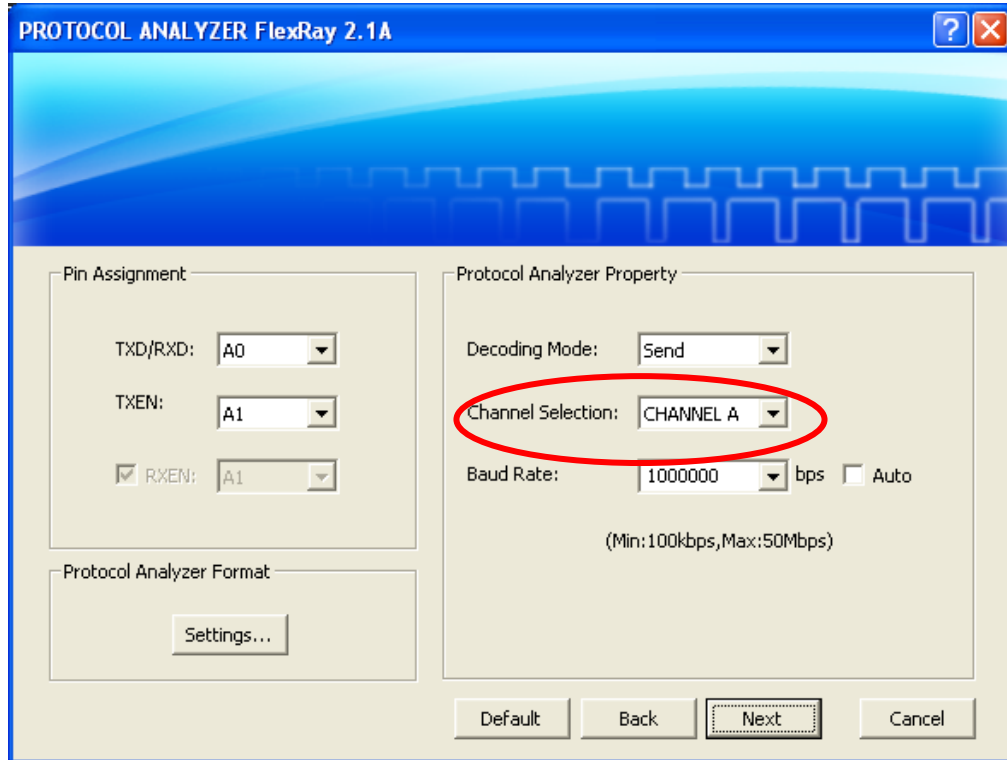 PROTOCOL ANALYZER FlexRay 2.1A
Pin Assignment
TXD/RXD: A0
TXEN: A1
RXEN: A1
Protocol Analyzer Format
Settings...
Protocol Analyzer Property
Decoding Mode: Send
Channel Selection: CHANNEL A
Baud Rate: 1000000 bps Auto
(Min:100kbps,Max:50Mbps)
Default Back Next Cancel